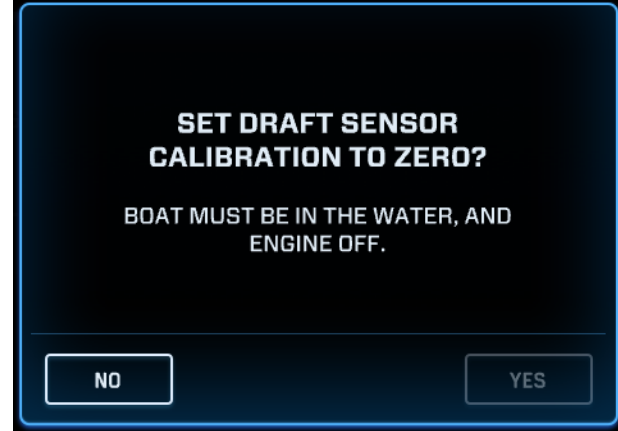 SET DRAFT SENSOR
CALIBRATION TO ZERO?
BOAT MUST BE IN THE WATER, AND
ENGINE OFF.
NO
YES